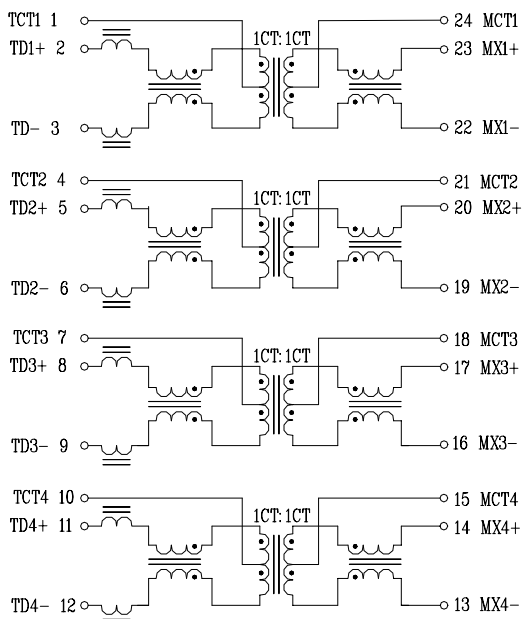 TCT1 1
24 MCT1
1CT:1CT
TD1+ 2
23 MX1+
TD- 3
22 MX1-
TCT2 4
21 MCT2
1CT:1CT
TD2+ 5
20 MX2+
TD2- 6
19 MX2-
TCT3 7
18 MCT3
1CT:1CT
TD3+ 8
17 MX3+
TD3- 9
16 MX3-
TCT4 10
15 MCT4
1CT:1CT
TD4+ 11
14 MX4+
TD4- 12
13 MX4-